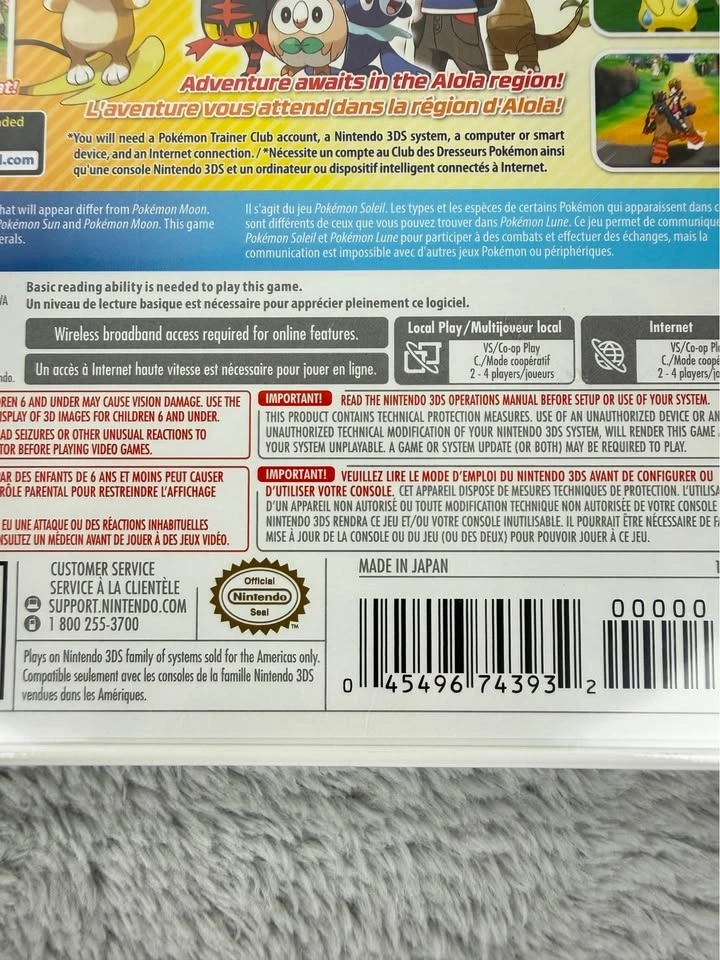 Adventure awaits in the Alola region!
L'aventure vous attend dans la région d'Alola!
*You will need a Pokémon Trainer Club account, a Nintendo 3DS system, a computer or smart
device, and an Internet connection. / *Nécessite un compte au Club des Dresseurs Pokémon ainsi
qu'une console Nintendo 3DS et un ordinateur ou dispositif intelligent connectés à Internet.
that will appear differ from Pokémon Moon.
Pokémon Sun and Pokémon Moon. This game
Il s'agit du jeu Pokémon Soleil. Les types et les espèces de certains Pokémon qui apparaissent dans
sont différents de ceux que vous pouvez trouver dans Pokémon Lune. Ce jeu permet de communique
Pokémon Soleil et Pokémon Lune pour participer à des combats et effectuer des échanges, mais la
communication est impossible avec d'autres jeux Pokémon ou périphériques.
Basic reading ability is needed to play this game.
Un niveau de lecture basique est nécessaire pour apprécier pleinement ce logiciel.
Wireless broadband access required for online features.
Un accès à Internet haute vitesse est nécessaire pour jouer en ligne.
Local Play/Multijoueur local
VS/Co-op Play
C./Mode coopératif
2 - 4 players/joueurs
Internet
VS/Co-op
C./Mode
2 - 4 players/
6 AND UNDER MAY CAUSE VISION DAMAGE. USE THE
DISPLAY OF 3D IMAGES FOR CHILDREN 6 AND UNDER.
SEIZURES OR OTHER UNUSUAL REACTIONS TO
BEFORE PLAYING VIDEO GAMES.
PAR DES ENFANTS DE 6 ANS ET MOINS PEUT CAUSER
PARENTAL POUR RESTREINDRE L'AFFICHAGE
EU UNE ATTAQUE OU DES RÉACTIONS INHABITUELLES
UN MÉDECIN AVANT DE JOUER À DES JEUX VIDÉO.
IMPORTANT! READ THE NINTENDO 3DS OPERATIONS MANUAL BEFORE SETUP OR USE OF YOUR SYSTEM.
THIS PRODUCT CONTAINS TECHNICAL PROTECTION MEASURES. USE OF AN UNAUTHORIZED DEVICE OR
UNAUTHORIZED TECHNICAL MODIFICATION OF YOUR NINTENDO 3DS SYSTEM, WILL RENDER THIS GAME
YOUR SYSTEM UNPLAYABLE. A GAME OR SYSTEM UPDATE (OR BOTH) MAY BE REQUIRED TO PLAY.
IMPORTANT! VEUILLEZ LIRE LE MODE D'EMPLOI DU NINTENDO 3DS AVANT DE CONFIGURER OU
D'UTILISER VOTRE CONSOLE. CET APPAREIL DISPOSE DE MESURES TECHNIQUES DE PROTECTION.
D'UN APPAREIL NON AUTORISÉ OU TOUTE MODIFICATION TECHNIQUE NON AUTORISÉE DE VOTRE CONSOLE
NINTENDO 3DS RENDRA CE JEU ET/OU VOTRE CONSOLE INUTILISABLE. IL POURRAIT ÊTRE NÉCESSAIRE DE
MISE À JOUR DE LA CONSOLE OU DU JEU (OU DES DEUX) POUR POUVOIR JOUER À CE JEU.
CUSTOMER SERVICE
SERVICE À LA CLIENTÈLE
SUPPORT.NINTENDO.COM
1 800 255-3700
Official
Nintendo
Seal
TM
Plays on Nintendo 3DS family of systems sold for the Americas only.
Compatible seulement avec les consoles de la famille Nintendo 3DS
vendues dans les Amériques.
MADE IN JAPAN
0 45496 74393 2
00000